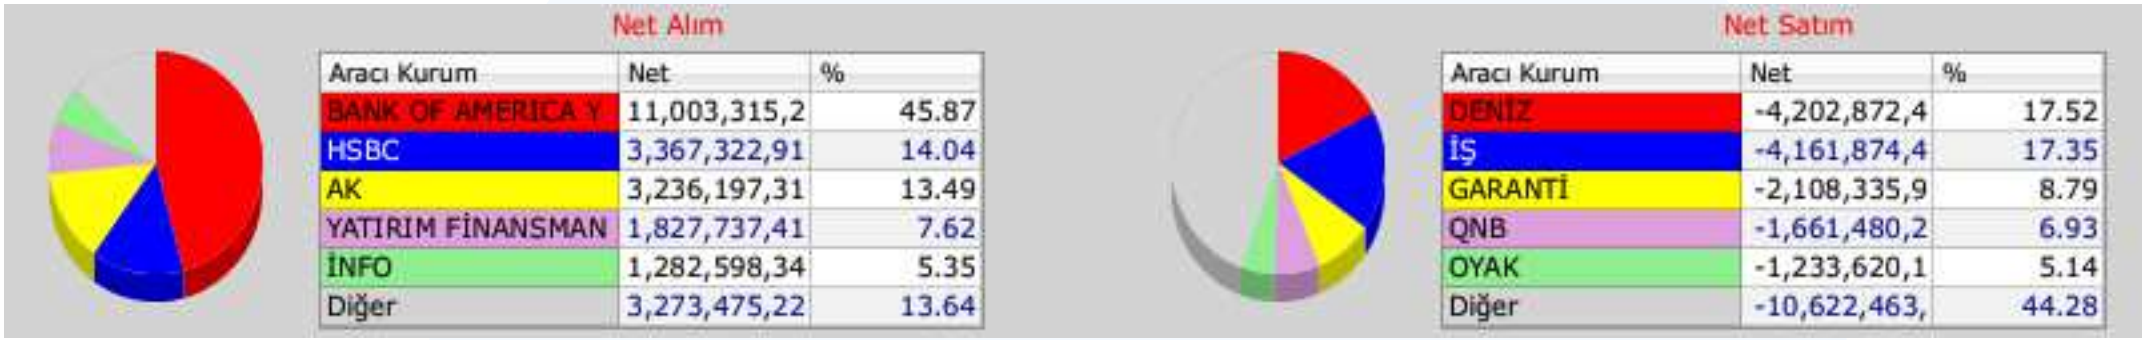 Net Alım
Aracı Kurum Net %
BANK OF AMERICA Y 11,003,315,2 45.87
HSBC 3,367,322,91 14.04
AK 3,236,197,31 13.49
YATIRIM FİNANSMAN 1,827,737,41 7.62
İNFO 1,282,598,34 5.35
Diğer 3,273,475,22 13.64
Net Satım
Aracı Kurum Net %
DENİZ -4,202,872,4 17.52
İŞ -4,161,874,4 17.35
GARANTİ -2,108,335,9 8.79
QNB -1,661,480,2 6.93
OYAK -1,233,620,1 5.14
Diğer -10,622,463, 44.28